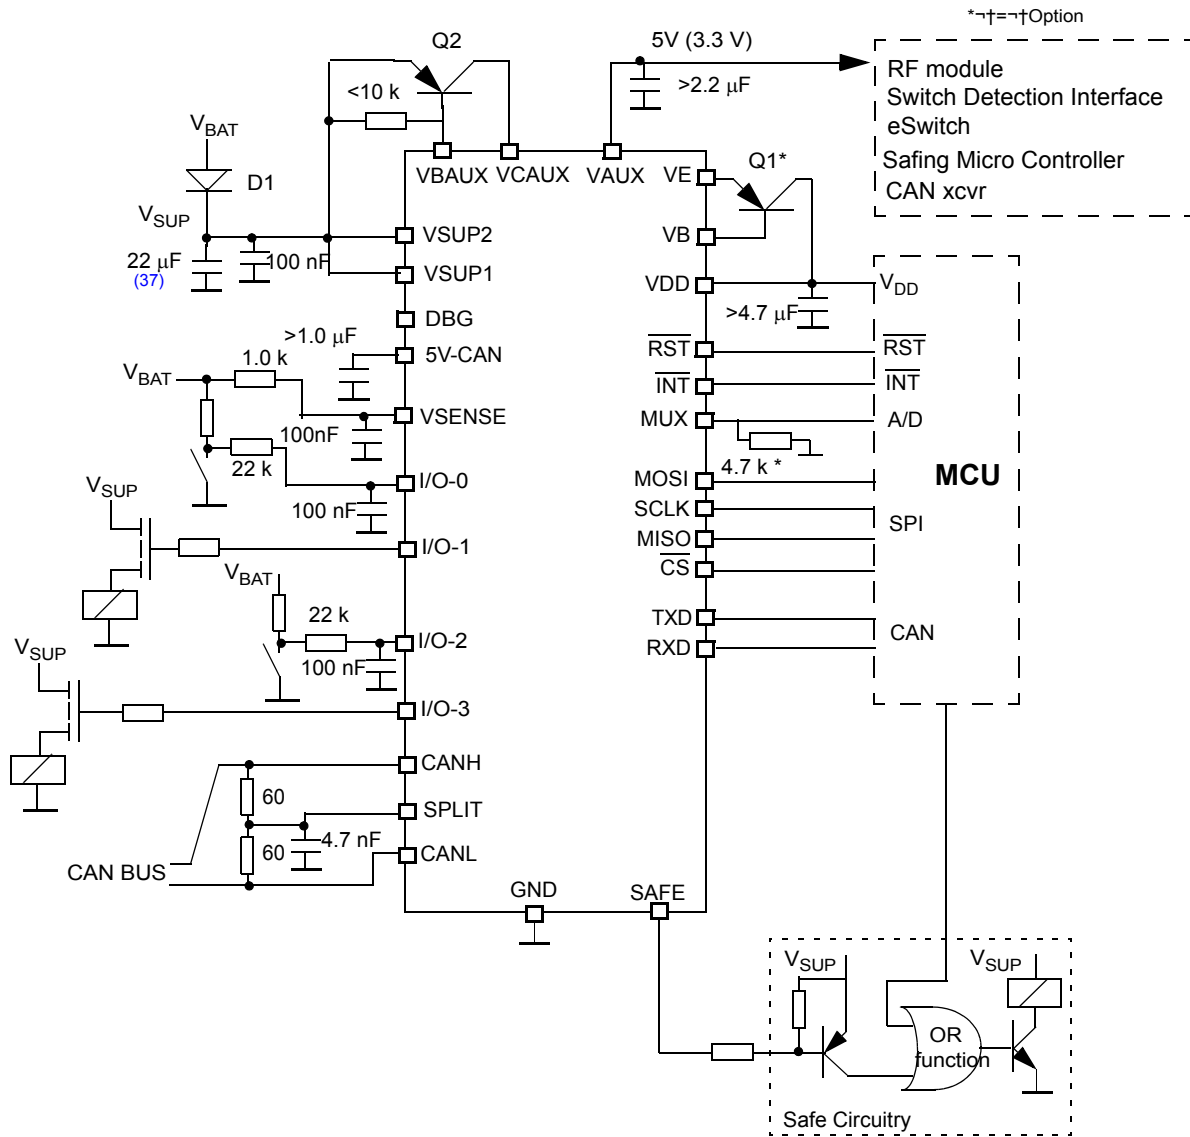 *¬†=¬†Option
Q2
5V (3.3 V)
RF module
Switch Detection Interface
eSwitch
Safing Micro Controller
CAN xcvr
>2.2 μF
<10 k
VBAT
D1
VSUP
22 μF
(37)
100 nF
VBAUX
VCAUX
VAUX
VE
Q1*
VB
VSUP2
VSUP1
VDD
VDD
>4.7 μF
DBG
>1.0 μF
5V-CAN
RST
RST
INT
INT
VBAT
1.0 k
VSENSE
100nF
MUX
A/D
4.7 k *
MCU
22 k
I/O-0
100 nF
MOSI
SCLK
SPI
MISO
CS
VSUP
I/O-1
VBAT
22 k
I/O-2
100 nF
TXD
CAN
RXD
VSUP
I/O-3
CANH
60
SPLIT
4.7 nF
60
CANL
CAN BUS
GND
SAFE
VSUP
VSUP
OR
function
Safe Circuitry